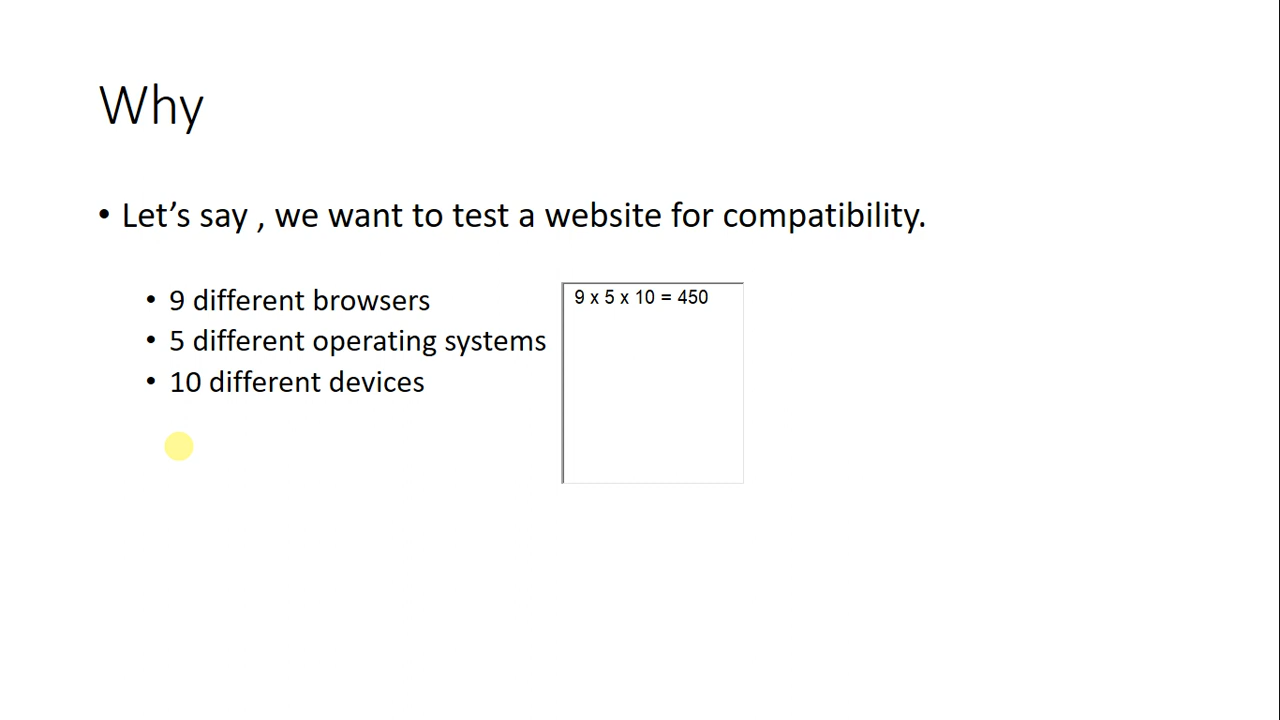 Why
• Let’s say , we want to test a website for compatibility.
• 9 different browsers
9 x 5 x 10 = 450
• 5 different operating systems
• 10 different devices